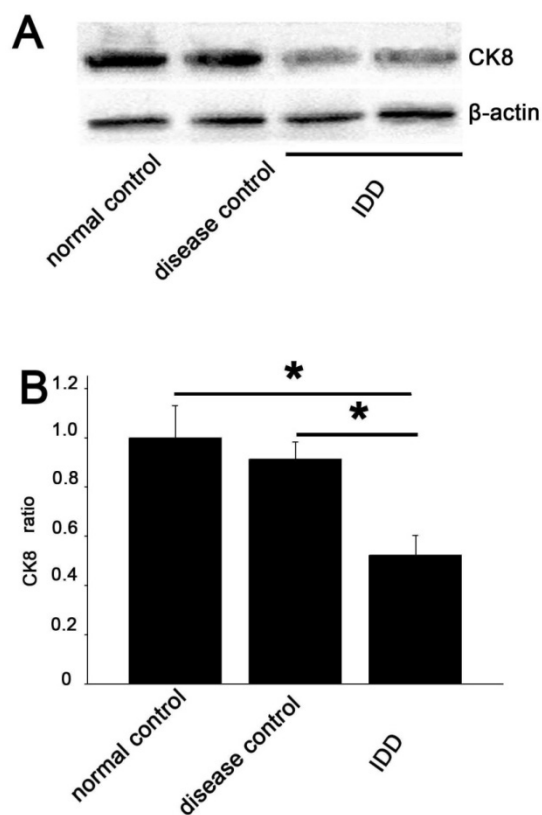 A
CK8
β-actin
normal control
disease control
IDD
B
*
*
1.2
1.0
0.8
0.6
0.4
0.2
0
CK8 ratio
normal control
disease control
IDD